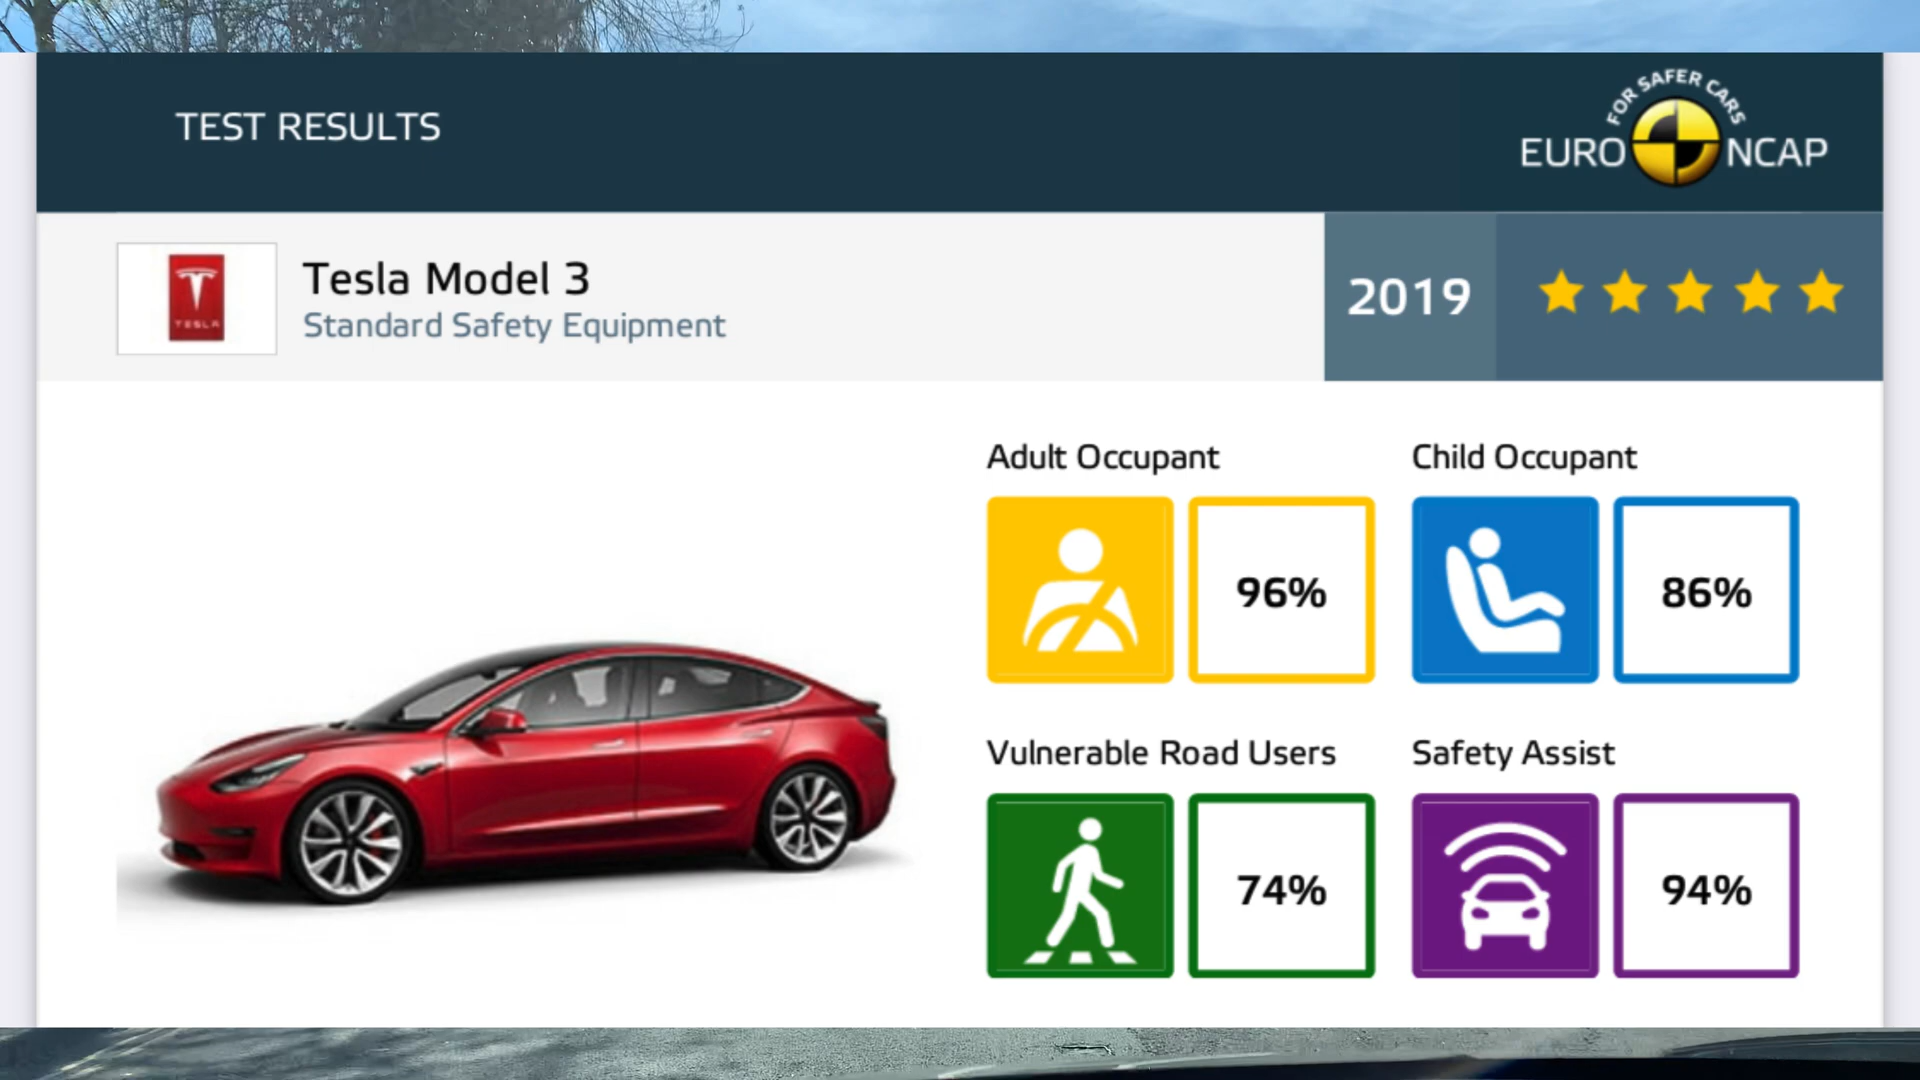 TEST RESULTS
FOR SAFER CARS
EURO NCAP
TESLA
Tesla Model 3
Standard Safety Equipment
2019
Adult Occupant
Child Occupant
96%
86%
Vulnerable Road Users
Safety Assist
74%
94%